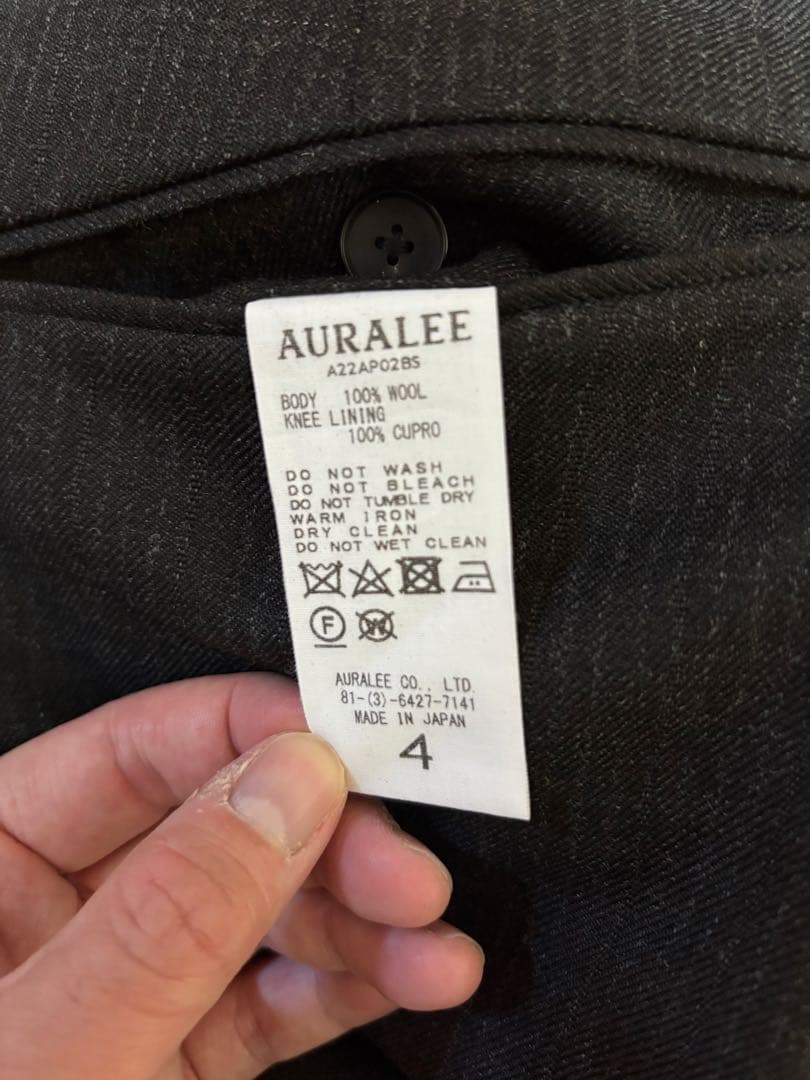 AURALEE
A22AP02BS
BODY 100% WOOL
KNEE LINING
100% CUPRO
DO NOT WASH
DO NOT BLEACH
DO NOT TUMBLE DRY
WARM IRON
DRY CLEAN
DO NOT WET CLEAN
F W
AURALEE CO., LTD.
81-(3)-6427-7141
MADE IN JAPAN
4